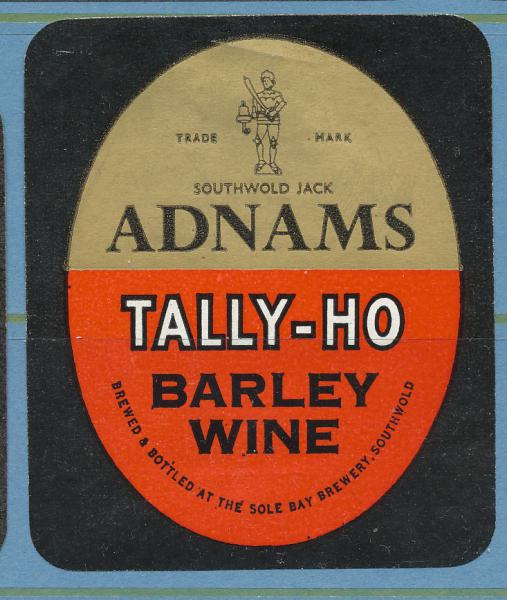 TRADE MARK
SOUTHWOLD JACK
ADNAMS
TALLY-HO
BARLEY
WINE
BREWED & BOTTLED AT THE SOLE BAY BREWERY, SOUTHWOLD